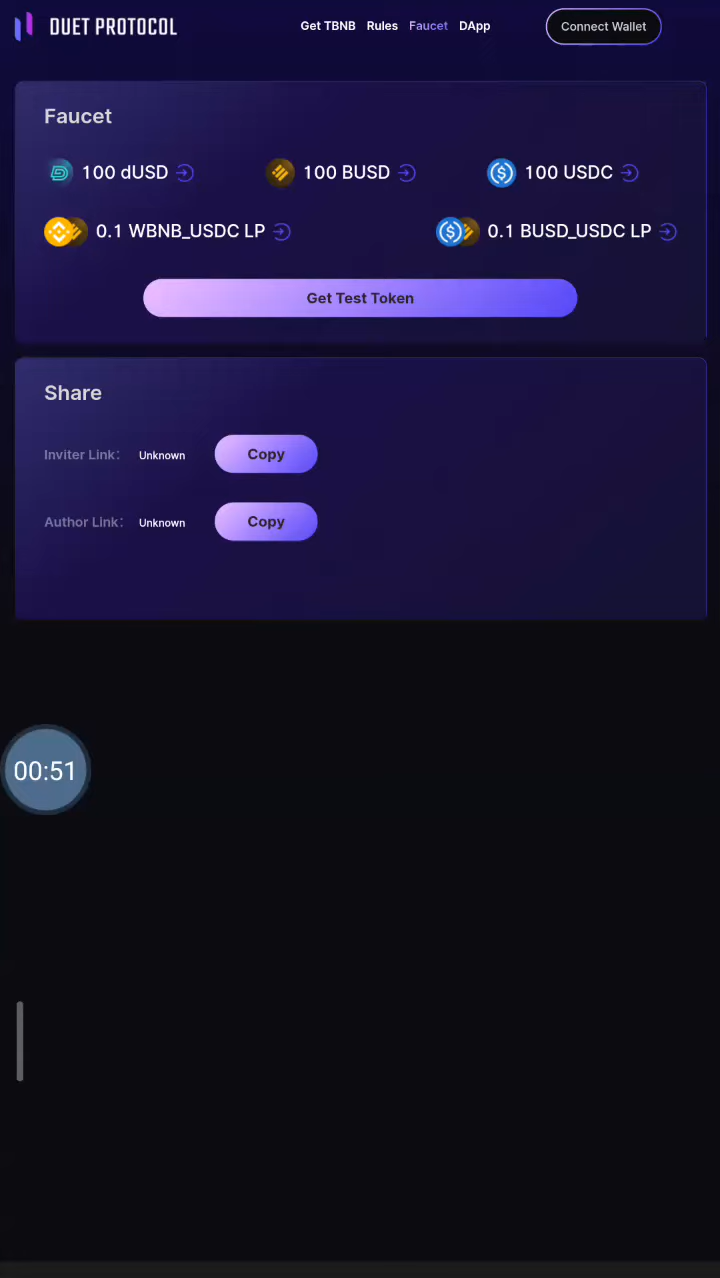 DUET PROTOCOL
Get TBNB Rules Faucet DApp
Connect Wallet
Faucet
100 dUSD
100 BUSD
100 USDC
0.1 WBNB_USDC LP
0.1 BUSD_USDC LP
Get Test Token
Share
Inviter Link: Unknown Copy
Author Link: Unknown Copy
00:51